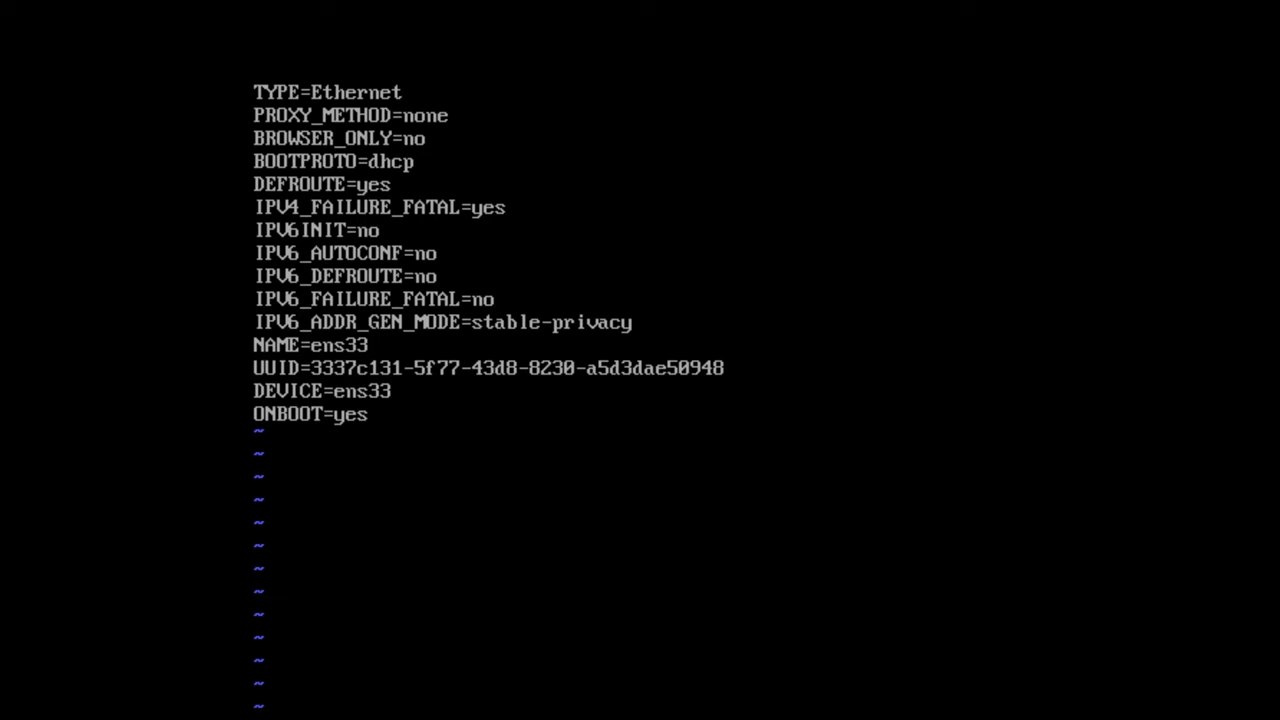 TYPE=Ethernet
PROXY_METHOD=none
BROWSER_ONLY=no
BOOTPROTO=dhcp
DEFROUTE=yes
IPV4_FAILURE_FATAL=yes
IPV6INIT=no
IPV6_AUTOCONF=no
IPV6_DEFROUTE=no
IPV6_FAILURE_FATAL=no
IPV6_ADDR_GEN_MODE=stable-privacy
NAME=ens33
UUID=3337c131-5f77-43d8-8230-a5d3dae50948
DEVICE=ens33
ONBOOT=yes
~
~
~
~
~
~
~
~
~
~
~
~
~